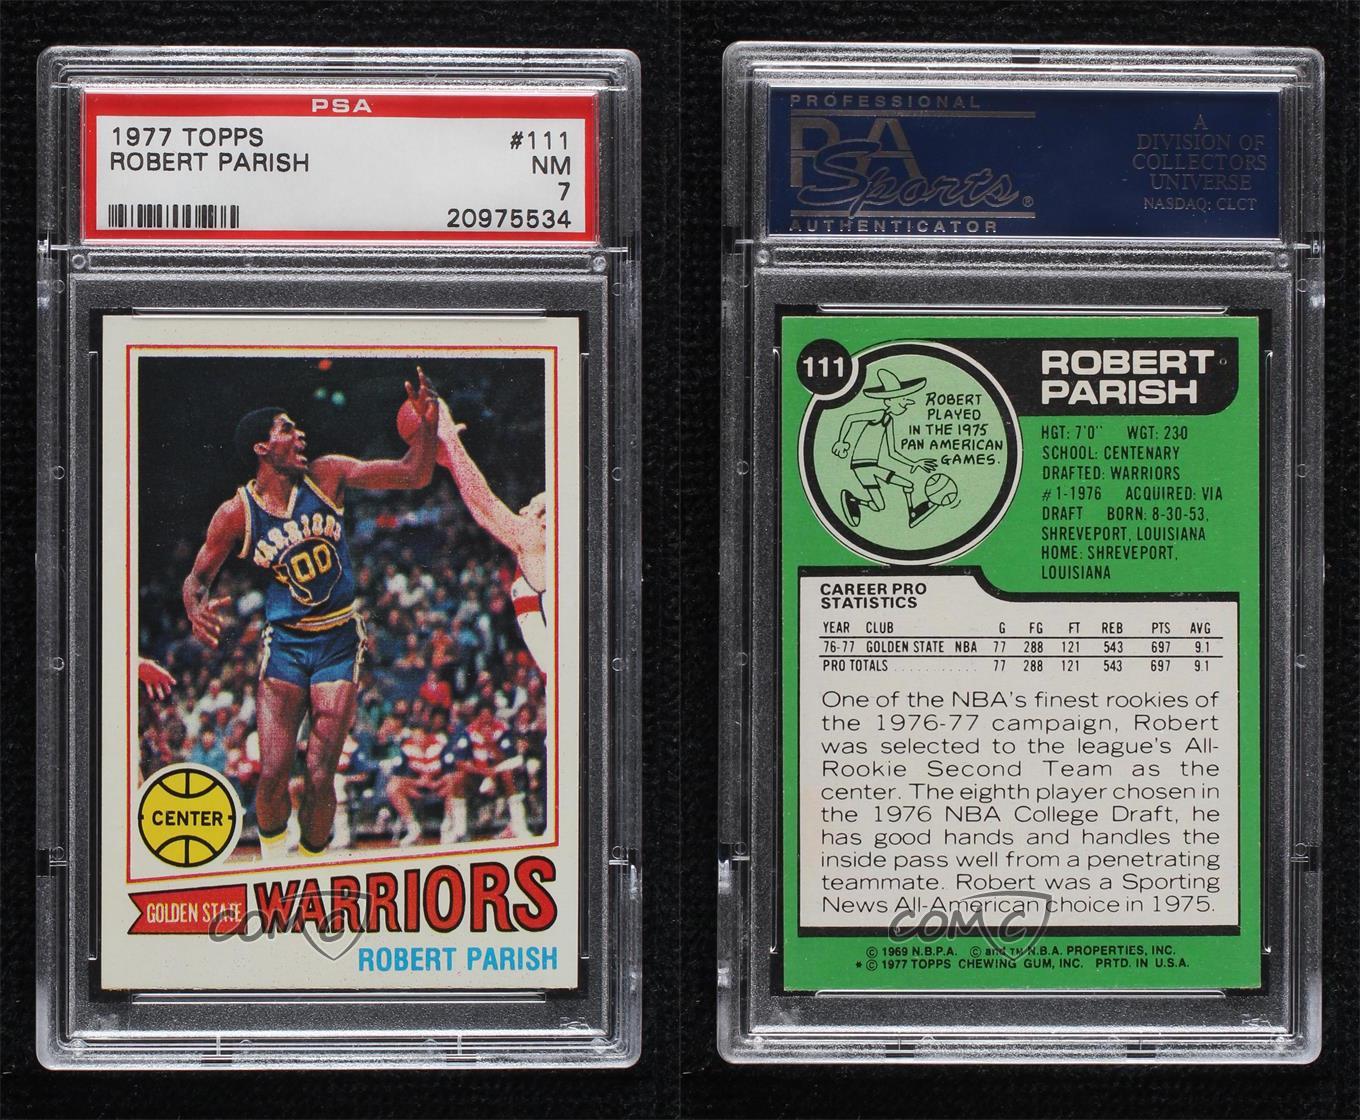 PSA
1977 TOPPS #111
ROBERT PARISH NM
7
20975534
WARRIORS
00
CENTER
GOLDEN STATE WARRIORS
COMC
ROBERT PARISH
PROFESSIONAL
PSA
Sports®
AUTHENTICATOR
A
DIVISION OF
COLLECTORS
UNIVERSE
NASDAQ: CLCT
111
ROBERT
PLAYED
IN THE 1975
PAN AMERICAN
GAMES.
ROBERT
PARISH
HGT: 7'0" WGT: 230
SCHOOL: CENTENARY
DRAFTED: WARRIORS
#1-1976 ACQUIRED: VIA
DRAFT BORN: 8-30-53,
SHREVEPORT, LOUISIANA
HOME: SHREVEPORT,
LOUISIANA
CAREER PRO
STATISTICS
YEAR CLUB G FG FT REB PTS AVG
76-77 GOLDEN STATE NBA 77 288 121 543 697 9.1
PRO TOTALS ............ 77 288 121 543 697 9.1
One of the NBA's finest rookies of
the 1976-77 campaign, Robert
was selected to the league's All-
Rookie Second Team as the
center. The eighth player chosen in
the 1976 NBA College Draft, he
has good hands and handles the
inside pass well from a penetrating
teammate. Robert was a Sporting
News All-American choice in 1975.
COMC
© 1969 N.B.P.A. © and TM N.B.A. PROPERTIES, INC.
* © 1977 TOPPS CHEWING GUM, INC. PRTD. IN U.S.A.